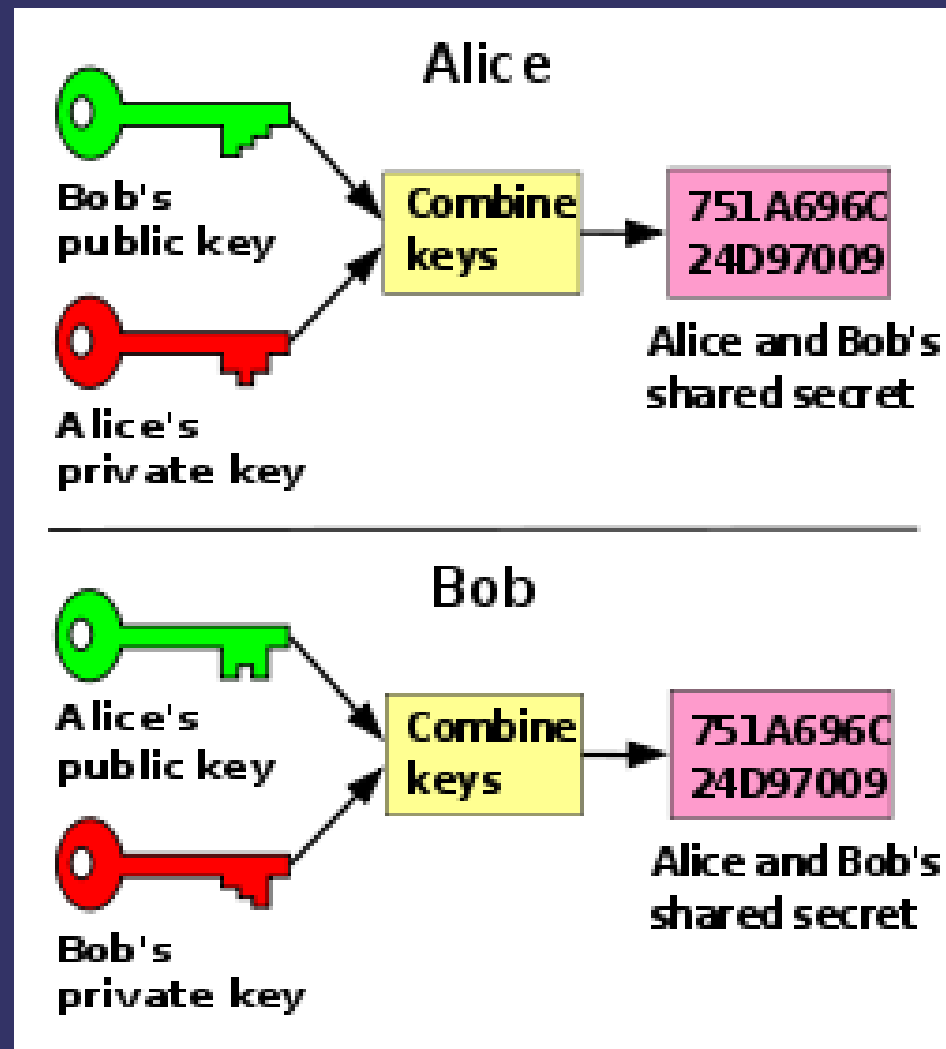 Alice
Bob's
public key
Combine
keys
751A696C
24D97009
Alice and Bob's
shared secret
Alice's
private key
Bob
Alice's
public key
Combine
keys
751A696C
24D97009
Alice and Bob's
shared secret
Bob's
private key